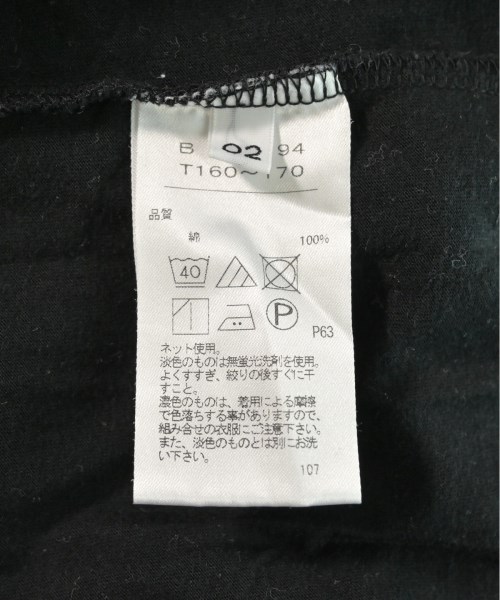 B 02 94
T160～170
品質
綿 100%
40
P
P63
ネット使用。
淡色のものは無蛍光洗剤を使用。
よくすすぎ、絞りの後すぐに干
すこと。
濃色のものは、着用による摩擦
で色落ちする事がありますので、
組み合せの衣服にご注意下さい。
また、淡色のものとは別にお洗
い下さい。
107